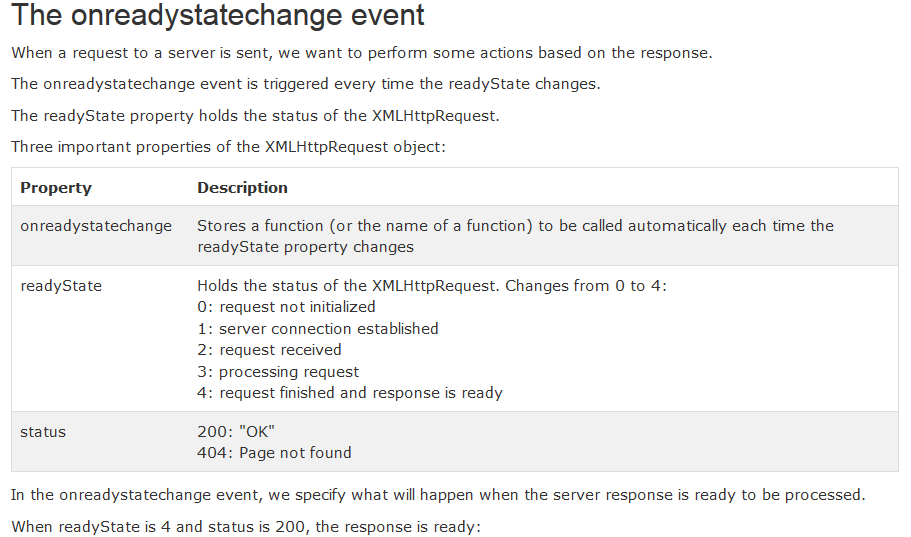 The onreadystatechange event
When a request to a server is sent, we want to perform some actions based on the response.
The onreadystatechange event is triggered every time the readyState changes.
The readyState property holds the status of the XMLHttpRequest.
Three important properties of the XMLHttpRequest object:
Property Description
onreadystatechange Stores a function (or the name of a function) to be called automatically each time the
readyState property changes
readyState Holds the status of the XMLHttpRequest. Changes from 0 to 4:
0: request not initialized
1: server connection established
2: request received
3: processing request
4: request finished and response is ready
status 200: "OK"
404: Page not found
In the onreadystatechange event, we specify what will happen when the server response is ready to be processed.
When readyState is 4 and status is 200, the response is ready: